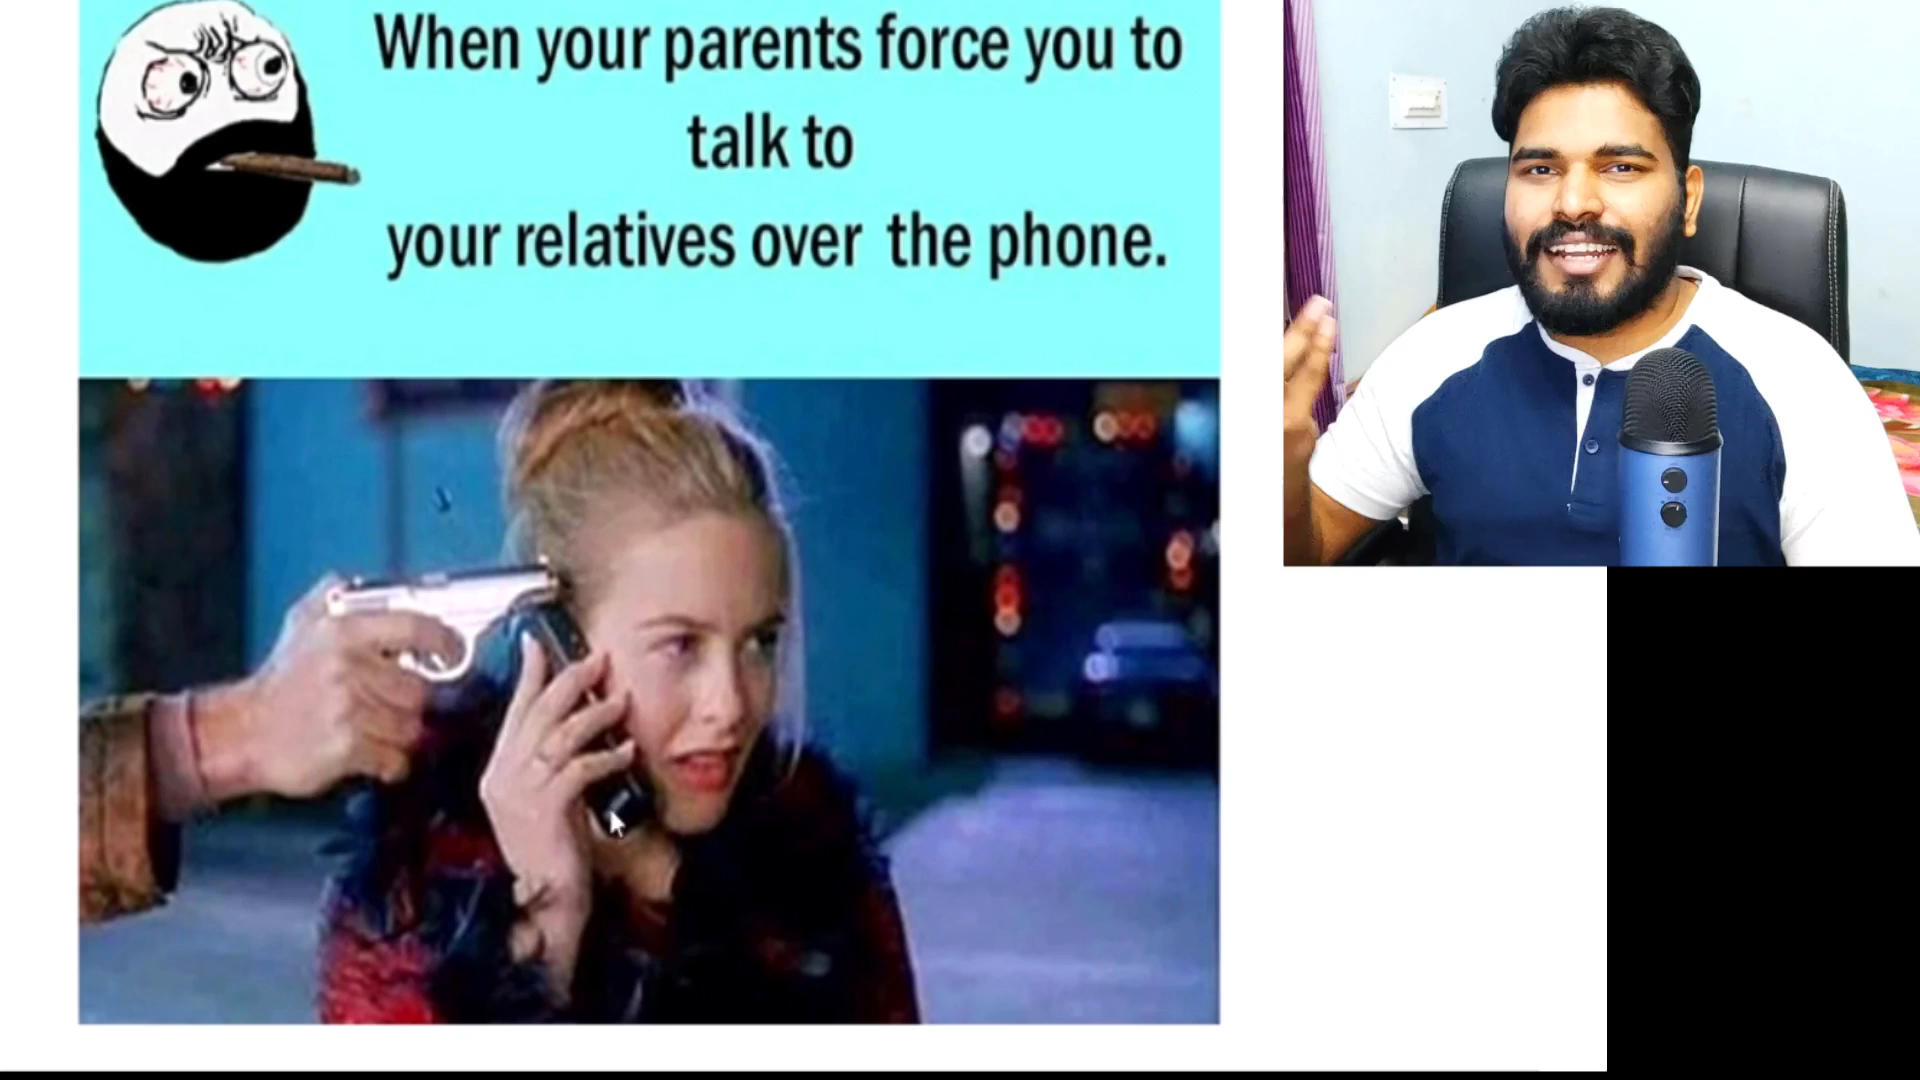 When your parents force you to
talk to
your relatives over the phone.